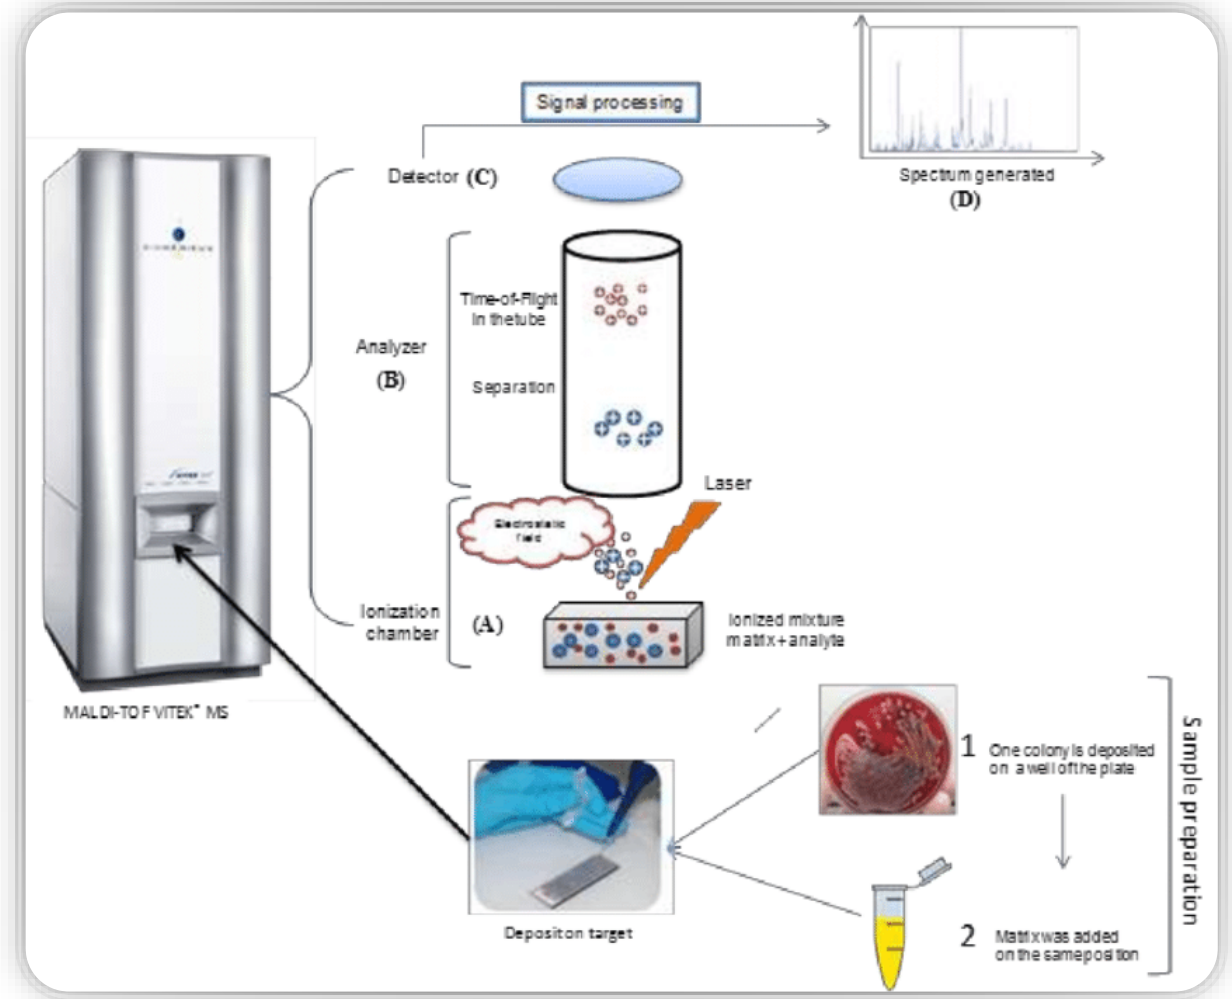 Signal processing
Detector (C)
Spectrum generated
(D)
Time-of-Flight
In thetube
Analyzer
(B)
Separation
Laser
Electrostatic
field
Ionization
chamber
(A)
Ionized mixture
matrix+analyte
MALDI-TOF VITEK® MS
1
One colony is deposited
on a well of the plate
Sample preparation
Depositon target
2
Matrix was added
on the same position